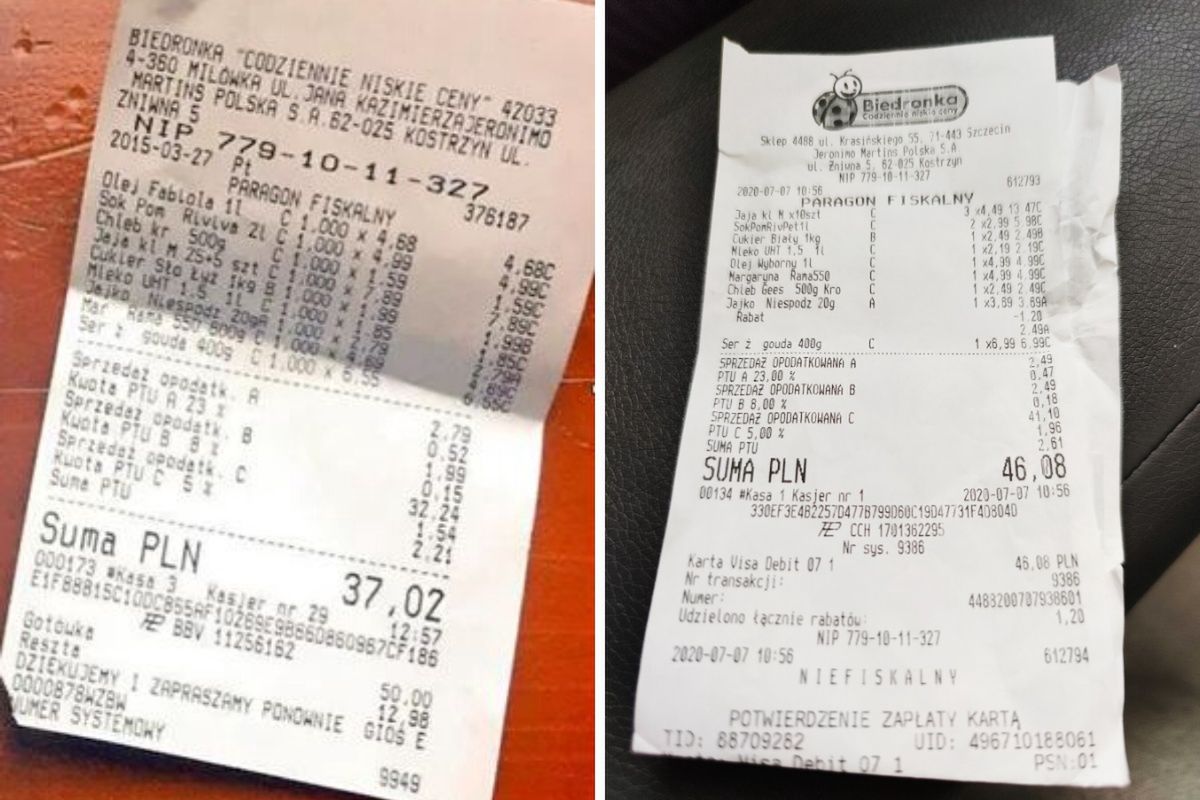 BIEDRONKA "CODZIENNIE NISKIE CENY" 42033
4-360 MILÓWKA UL.JANA KAZIMIERZAJERONIMO
MARTINS POLSKA S.A.62-025 KOSTRZYN UL.
ŻNIWNA 5
NIP 779-10-11-327
2015-03-27 Pt 376187
PARAGON FISKALNY
Olej Fabiola 1l C 1.000 x 4.68 4.68C
Sok Pom Riviva 2l C 1.000 x 4.99 4.99C
Chleb kr. 500g C 1.000 x 1.59 1.59C
Jaja kl M 25+5 szt C 1.000 x 7.89C
Cukier Sło Łyż 1kg B 1.000 x 1.99B
Mleko UHT 1,5 1L C 1.000 x
Jajko Niespodz 20g A 1.000 x
Mar. Rama 550
Ser ż. gouda 400g C 1.000 x 6.55
Sprzedaż opodatk. A 2.79
Kwota PTU A 23 % 0.52
Sprzedaż opodatk. B 1.99
Kwota PTU B 8 % 0.15
Sprzedaż opodatk. C 32.24
Kwota PTU C 5 % 1.54
Suma PTU 2.21
Suma PLN 37,02
000173 #Kasa 3 Kasjer nr 29 12:57
BBV 11256162
Gotówka 50.00
Reszta 12.98
DZIĘKUJEMY I ZAPRASZAMY PONOWNIE GIOŚ E
0000878WZBW
NUMER SYSTEMOWY 9949
Biedronka
Codziennie niskie ceny
Sklep 4488 ul. Krasińskiego 55, 71-443 Szczecin
Jeronimo Martins Polska S.A.
ul. Żniwna 5, 62-025 Kostrzyn
NIP 779-10-11-327
2020-07-07 10:56 612793
PARAGON FISKALNY
Jaja kl M x10szt C 3 x4,49 13,47C
SokPomRivPet1l C 2 x2,99 5,98C
Cukier Biały 1kg B 1 x2,49 2,49B
Mleko UHT 1,5 1l C 1 x2,19 2,19C
Olej Wyborny 1l C 1 x4,99 4,99C
Margaryna Rama550 C 1 x4,99 4,99C
Chleb Gees 500g Kro C 1 x2,49 2,49C
Jajko Niespodz 20g A 1 x3,69 3,69A
Rabat -1,20
2,49A
Ser ż gouda 400g C 1 x6,99 6,99C
SPRZEDAŻ OPODATKOWANA A 2,49
PTU A 23,00 % 0,47
SPRZEDAŻ OPODATKOWANA B 2,49
PTU B 8,00 % 0,18
SPRZEDAŻ OPODATKOWANA C 41,10
PTU C 5,00 % 1,96
SUMA PTU 2,61
SUMA PLN 46,08
00134 #Kasa 1 Kasjer nr 1 2020-07-07 10:56
330EF3E4B2257D477B799D60C19D47731F4D804D
CCH 1701362295
Nr sys. 9386
Karta Visa Debit 07 1 46,08 PLN
Nr transakcji: 9386
Numer: 4483200707938601
Udzielono łącznie rabatów: 1,20
NIP 779-10-11-327
2020-07-07 10:56 612794
NIEFISKALNY
POTWIERDZENIE ZAPŁATY KARTĄ
TID: 88709262 UID: 496710188061
Visa Debit 07 1 PSN:01